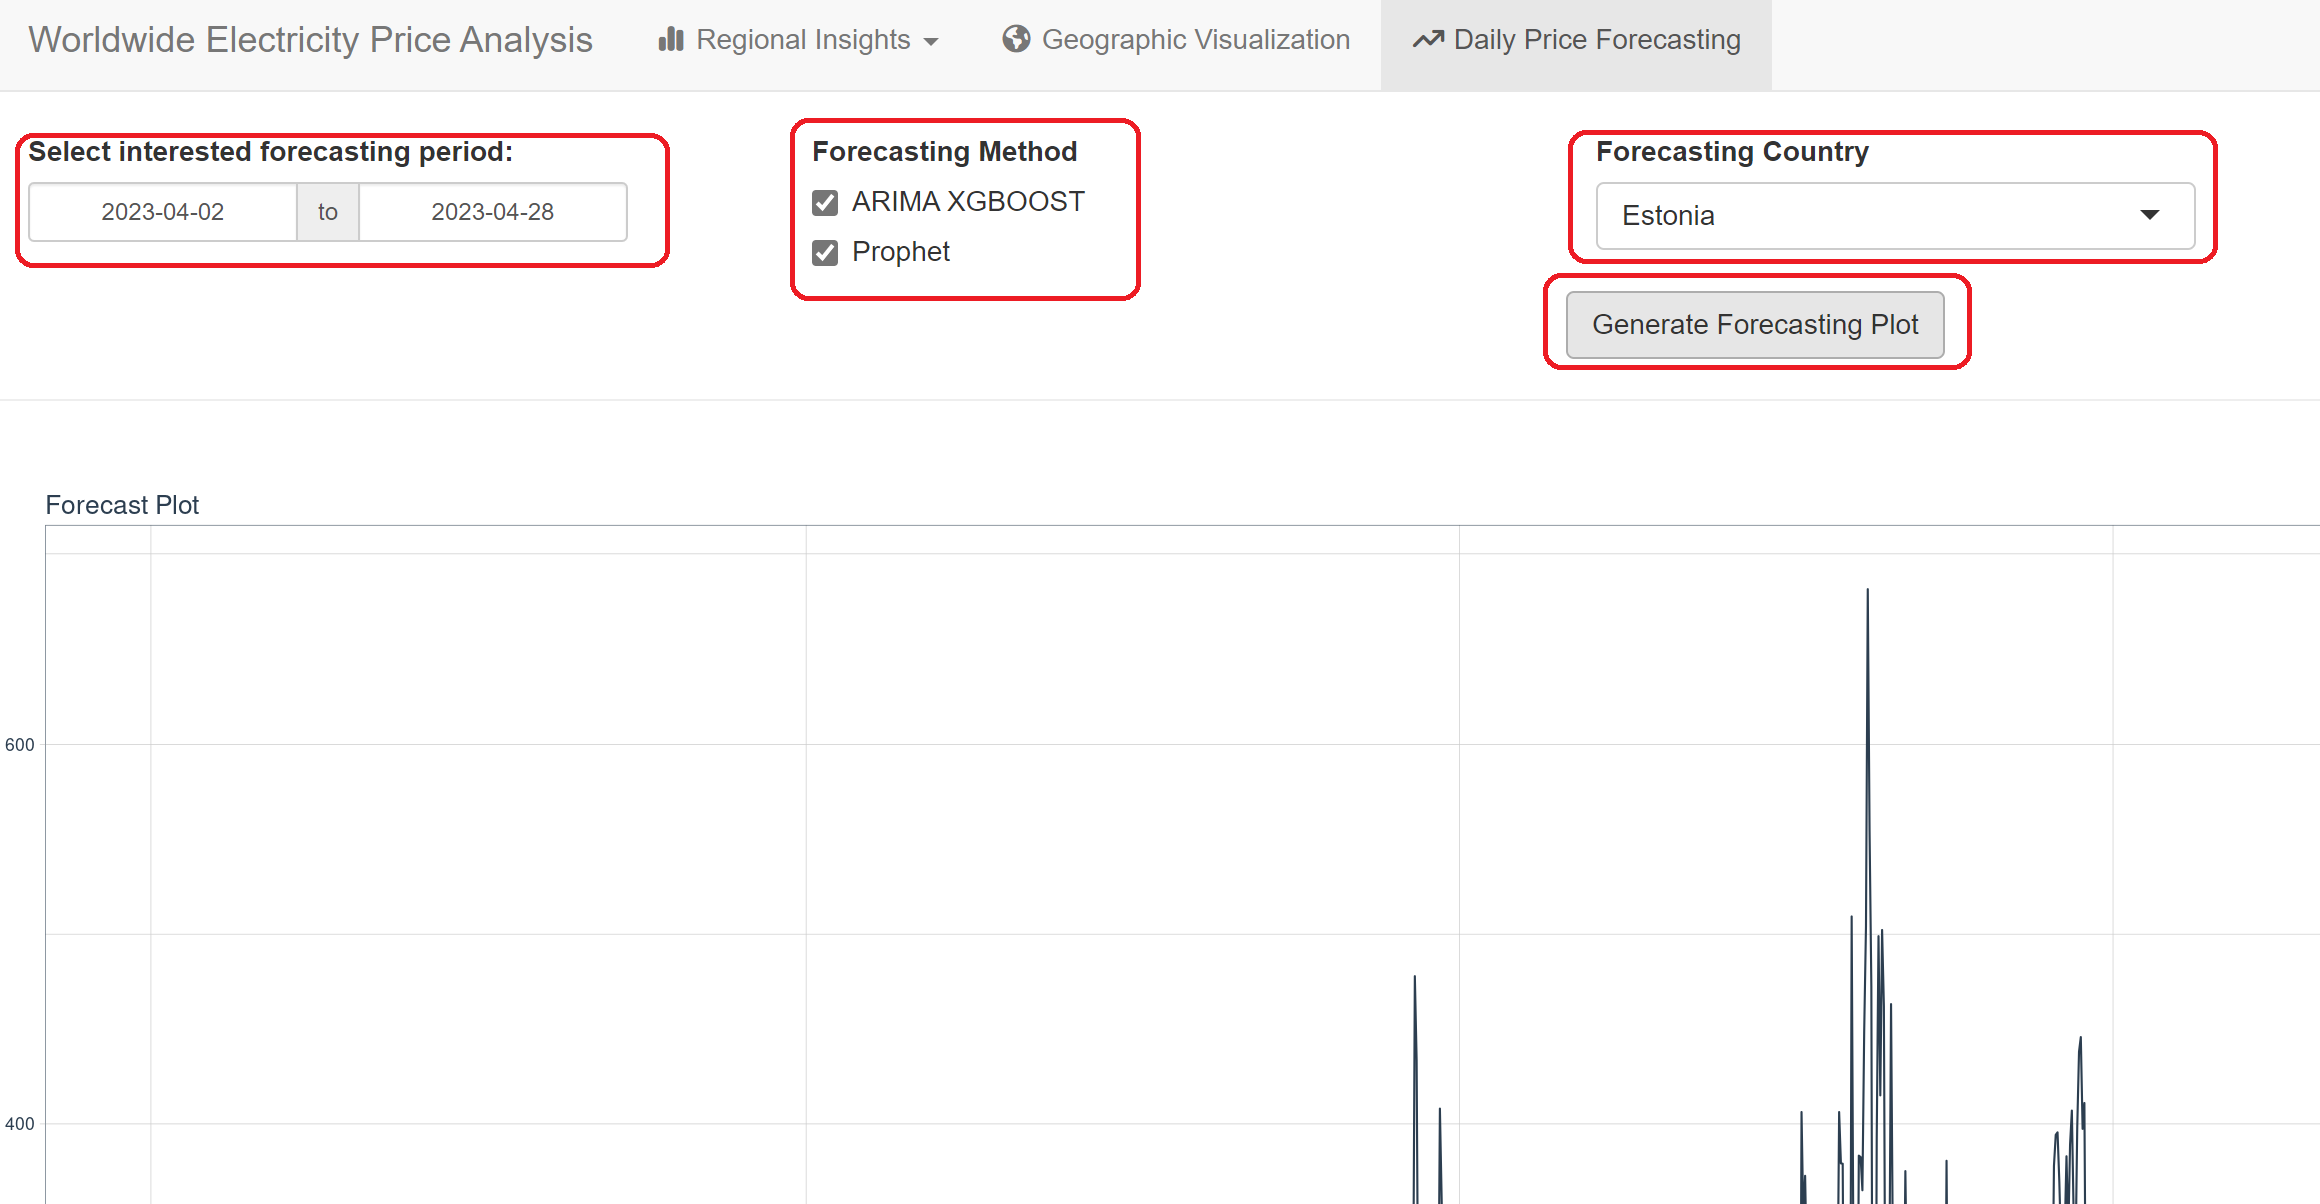 Worldwide Electricity Price Analysis Regional Insights Geographic Visualization Daily Price Forecasting
Select interested forecasting period:
2023-04-02 to 2023-04-28
Forecasting Method
ARIMA XGBOOST
Prophet
Forecasting Country
Estonia
Generate Forecasting Plot
Forecast Plot
600
400